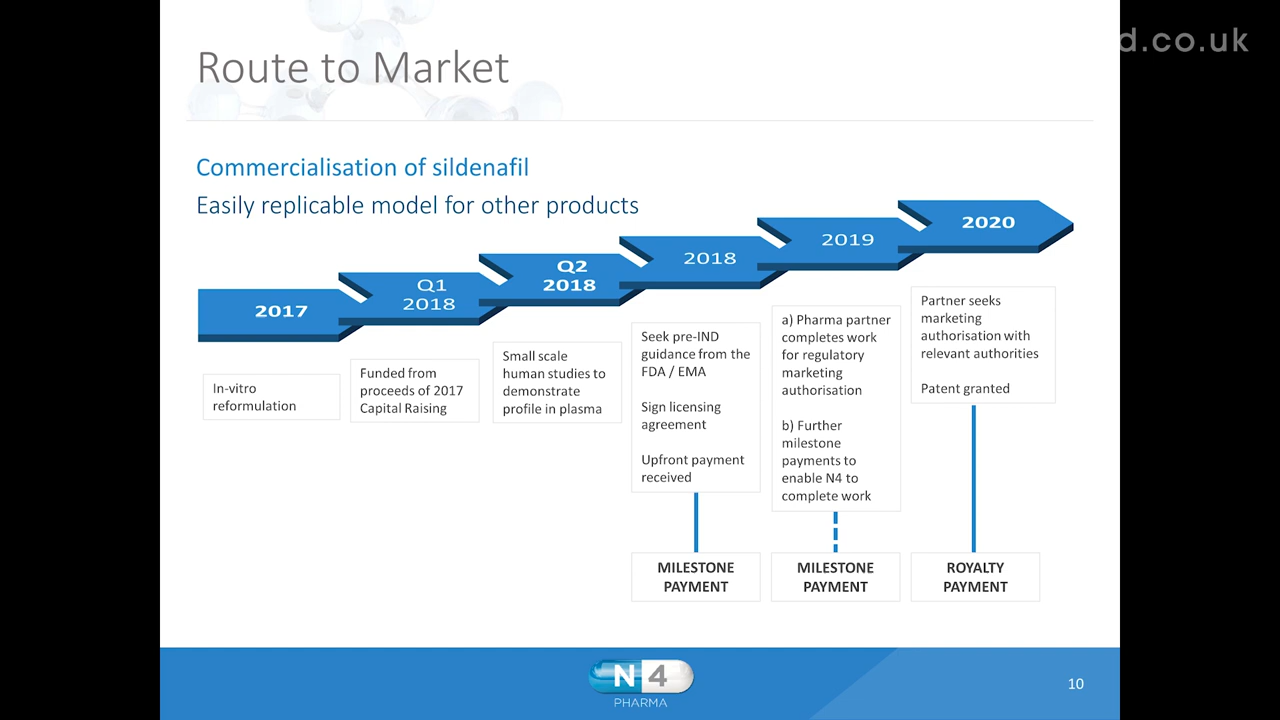 d.co.uk
Route to Market
Commercialisation of sildenafil
Easily replicable model for other products
2017
Q1
2018
Q2
2018
2018
2019
2020
In-vitro
reformulation
Funded from
proceeds of 2017
Capital Raising
Small scale
human studies to
demonstrate
profile in plasma
Seek pre-IND
guidance from the
FDA / EMA
Sign licensing
agreement
Upfront payment
received
a) Pharma partner
completes work
for regulatory
marketing
authorisation
b) Further
milestone
payments to
enable N4 to
complete work
Partner seeks
marketing
authorisation with
relevant authorities
Patent granted
MILESTONE
PAYMENT
MILESTONE
PAYMENT
ROYALTY
PAYMENT
N4
PHARMA
10